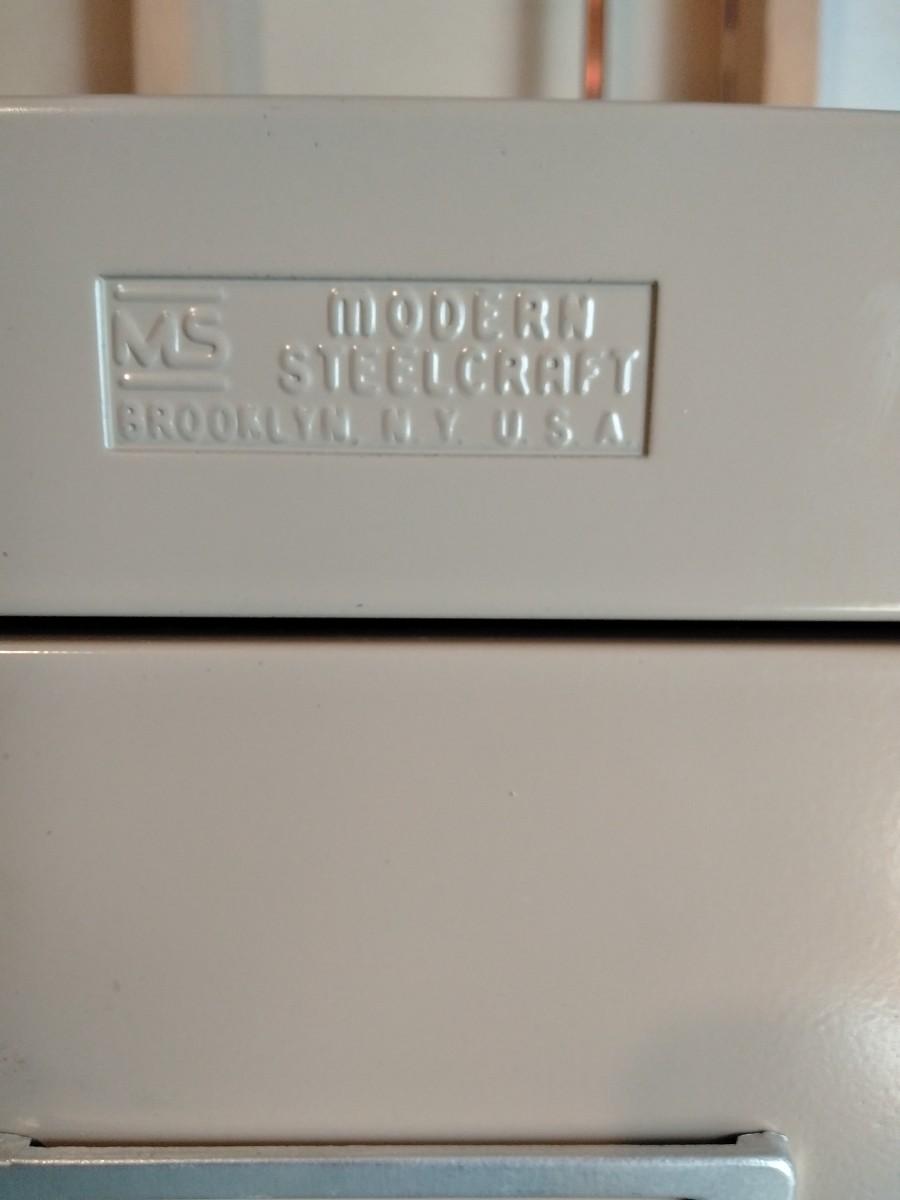 MS
MODERN
STEELCRAFT
BROOKLYN, N.Y. U.S.A.